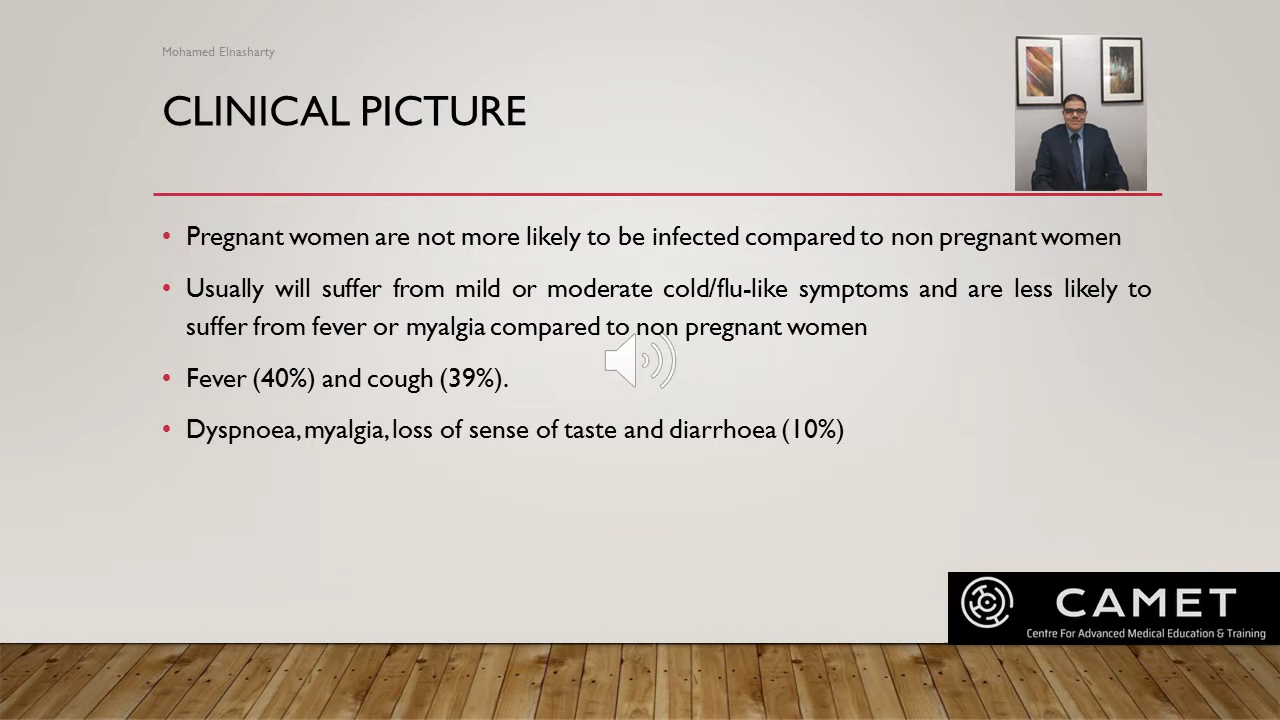 Mohamed Elnasharty
CLINICAL PICTURE
• Pregnant women are not more likely to be infected compared to non pregnant women
• Usually will suffer from mild or moderate cold/flu-like symptoms and are less likely to
suffer from fever or myalgia compared to non pregnant women
• Fever (40%) and cough (39%).
• Dyspnoea, myalgia, loss of sense of taste and diarrhoea (10%)
CAMET
Centre For Advanced Medical Education & Training